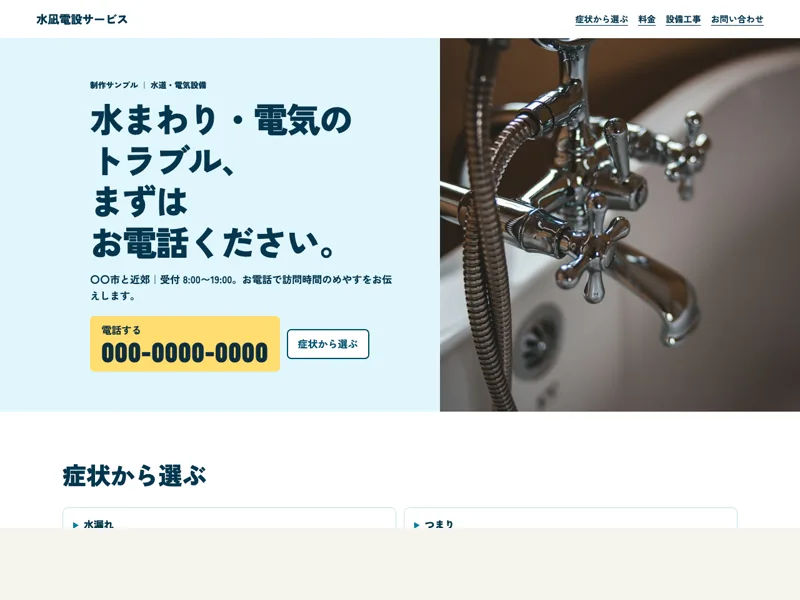 水凪電設サービス
症状から選ぶ 料金 設備工事 お問い合わせ
制作サンプル｜水道・電気設備
水まわり・電気の
トラブル、
まずは
お電話ください。
〇〇市と近郊｜受付 8:00〜19:00。お電話で訪問時間のめやすをお伝
えします。
電話する
000-0000-0000
症状から選ぶ
症状から選ぶ
▶ 水漏れ
▶ つまり